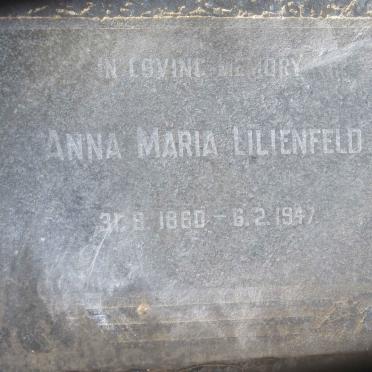 IN LOVING MEMORY
ANNA MARIA LILIENFELD
31.8.1860 - 6.2.1947